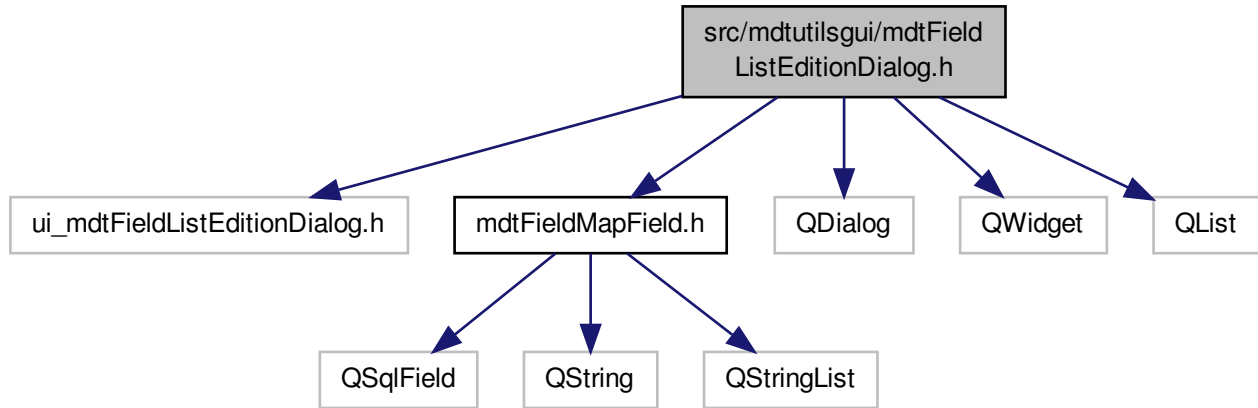 src/mdtutilsgui/mdtField
ListEditionDialog.h
ui_mdtFieldListEditionDialog.h
mdtFieldMapField.h
QDialog
QWidget
QList
QSqlField
QString
QStringList